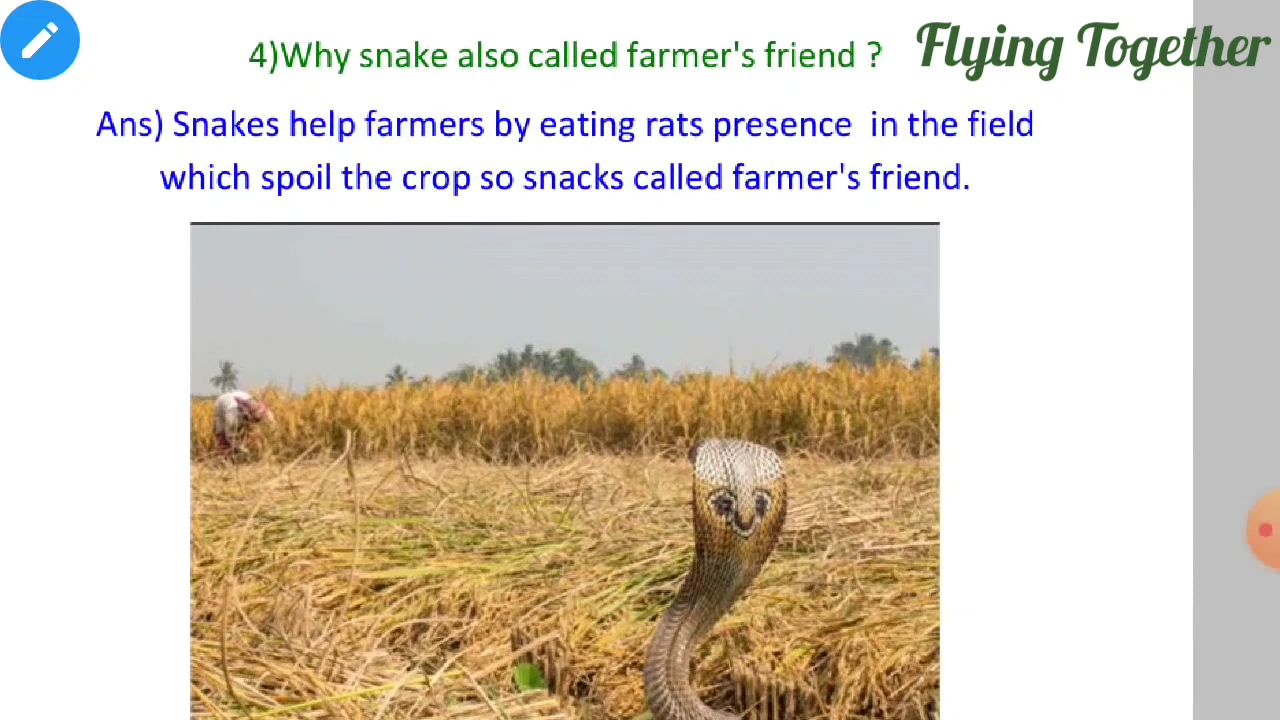 4)Why snake also called farmer's friend ?
Flying Together
Ans) Snakes help farmers by eating rats presence in the field
which spoil the crop so snacks called farmer's friend.